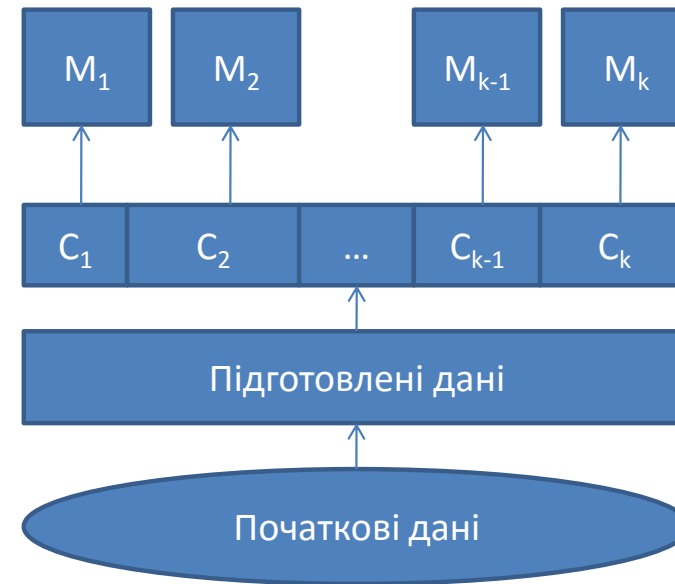 M₁ M₂ Mₖ₋₁ Mₖ
C₁ C₂ ... Cₖ₋₁ Cₖ
Підготовлені дані
Початкові дані